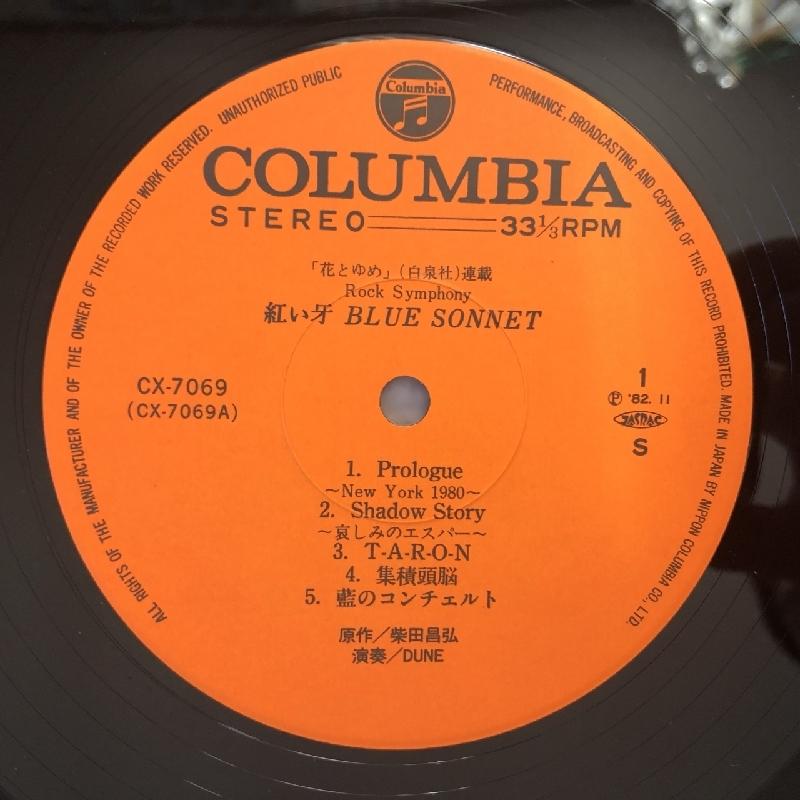 Columbia
COLUMBIA
STEREO 33 1/3 RPM
「花とゆめ」(白泉社)連載
Rock Symphony
紅い牙 BLUE SONNET
CX-7069
(CX-7069A)
1
Ⓟ '82. 11
JASRAC
S
1. Prologue
～New York 1980～
2. Shadow Story
～哀しみのエスパー～
3. T-A-R-O-N
4. 集積頭脳
5. 藍のコンチェルト
原作／柴田昌弘
演奏／DUNE
ALL RIGHTS OF THE MANUFACTURER AND OF THE OWNER OF THE RECORDED WORK RESERVED. UNAUTHORIZED PUBLIC PERFORMANCE, BROADCASTING AND COPYING OF THIS RECORD PROHIBITED. MADE IN JAPAN BY NIPPON COLUMBIA CO., LTD.